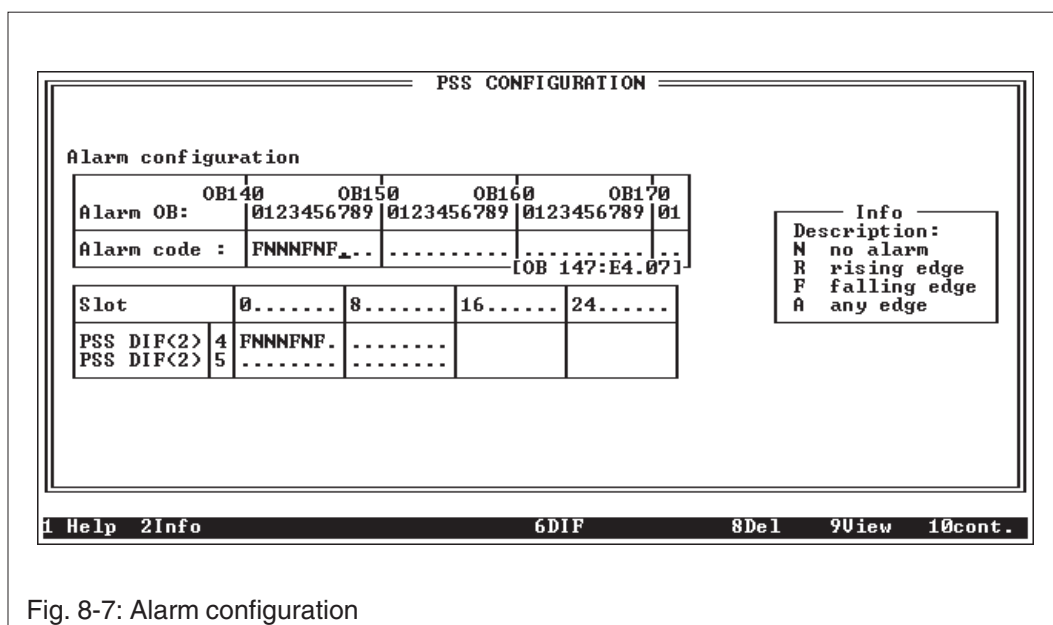 PSS CONFIGURATION
Alarm configuration
OB140 OB150 OB160 OB170
Alarm OB: 0123456789 0123456789 0123456789 01
Alarm code : FNNNFNF... .......... .......... ..
[OB 147:E4.07]
Info
Description:
N no alarm
R rising edge
F falling edge
A any edge
Slot 0....... 8....... 16...... 24......
PSS DIF(2) 4 FNNNFNF. ........
PSS DIF(2) 5 ........ ........
1 Help 2Info 6DIF 8Del 9View 10cont.
Fig. 8-7: Alarm configuration